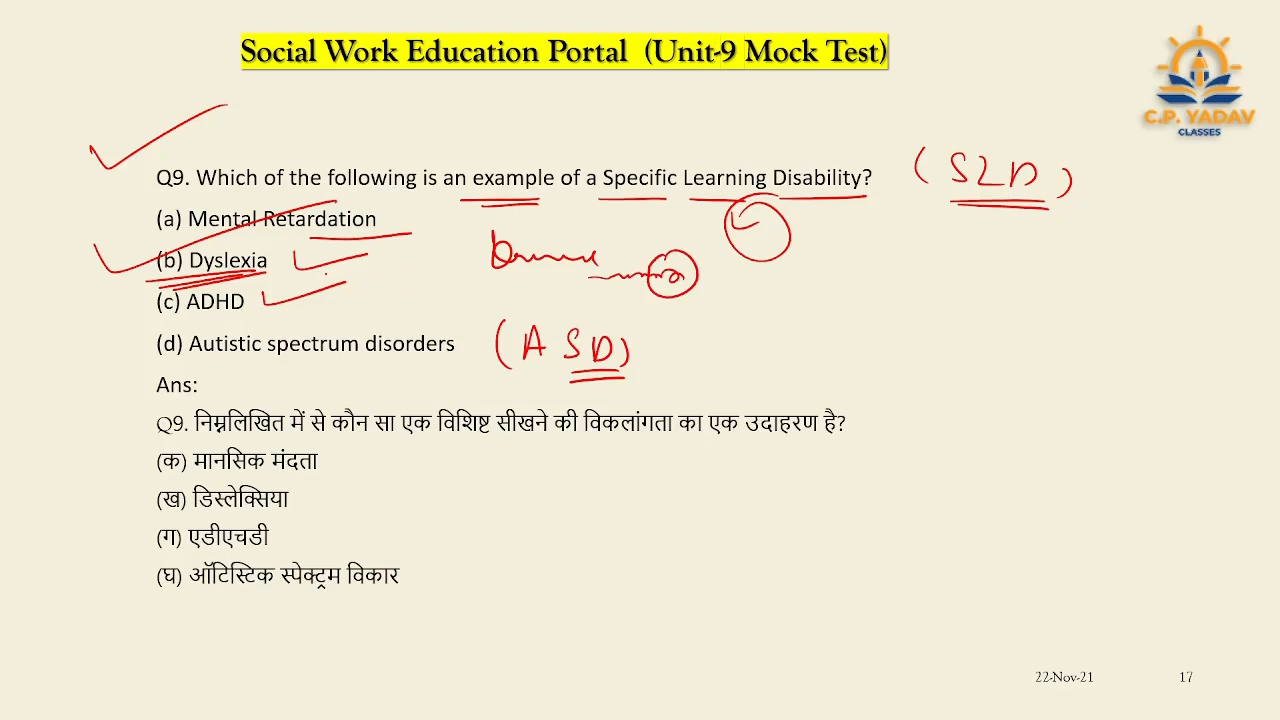 Social Work Education Portal (Unit-9 Mock Test)
C.P. YADAV
CLASSES
Q9. Which of the following is an example of a Specific Learning Disability?
(SLD)
(a) Mental Retardation
(b) Dyslexia
(c) ADHD
(d) Autistic spectrum disorders
(ASD)
Ans:
Q9. निम्नलिखित में से कौन सा एक विशिष्ट सीखने की विकलांगता का एक उदाहरण है?
(क) मानसिक मंदता
(ख) डिस्लेक्सिया
(ग) एडीएचडी
(घ) ऑटिस्टिक स्पेक्ट्रम विकार
22-Nov-21
17